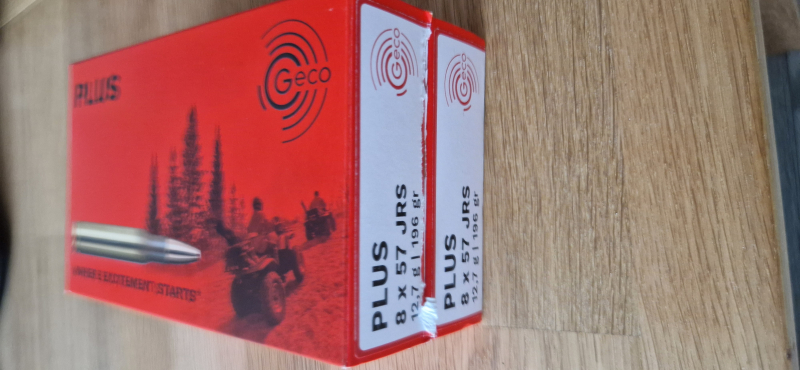 PLUS
Geco
WHERE EXCITEMENT STARTS®
Geco
PLUS
8 x 57 JRS
12,7 g | 196 gr
Geco
PLUS
8 x 57 JRS
12,7 g | 196 gr